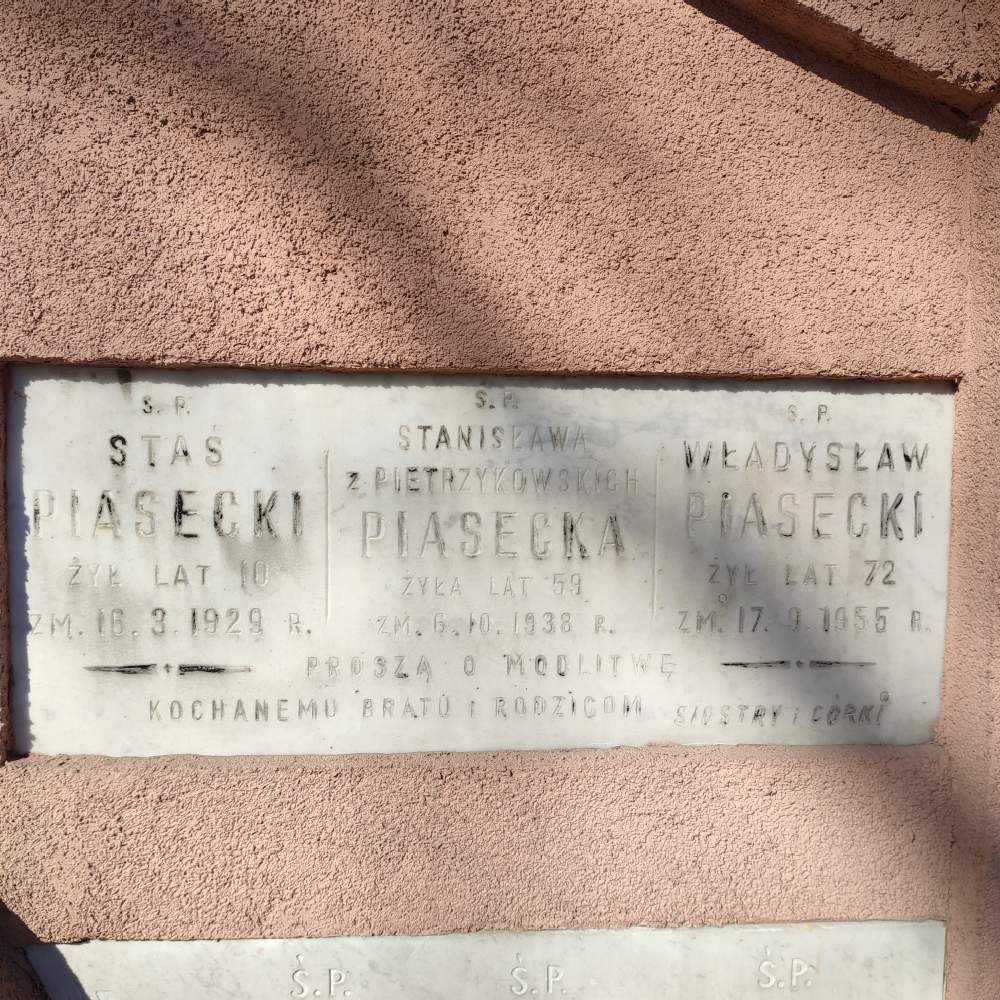 Ś. P.
STAŚ
PIASECKI
ŻYŁ LAT 10
ZM. 16. 3. 1929 R.
Ś. P.
STANISŁAWA
Z PIETRZYKOWSKICH
PIASECKA
ŻYŁA LAT 59
ZM. 6. 10. 1938 R.
Ś. P.
WŁADYSŁAW
PIASECKI
ŻYŁ LAT 72
ZM. 17. 9. 1955 R.
PROSZĄ O MODLITWĘ
KOCHANEMU BRATU I RODZICOM SIOSTRY I CÓRKI
Ś.P. Ś.P. Ś.P.